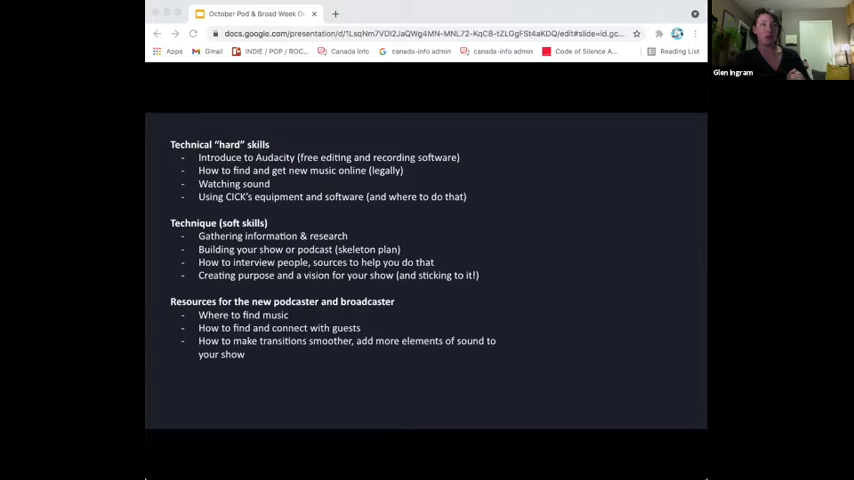 October Pod & Broad Week On
docs.google.com/presentation/d/1LsqNm7VDI2JaQWg4MN-MNL72-KqC8-tZLGgFSt4aKDQ/edit#slide=id.gc...
Apps Gmail INDIE / POP / ROC... Canada Info canada-info admin canada-info admin Code of Silence A... Reading List
Glen Ingram
Technical “hard” skills
- Introduce to Audacity (free editing and recording software)
- How to find and get new music online (legally)
- Watching sound
- Using CICK's equipment and software (and where to do that)
Technique (soft skills)
- Gathering information & research
- Building your show or podcast (skeleton plan)
- How to interview people, sources to help you do that
- Creating purpose and a vision for your show (and sticking to it!)
Resources for the new podcaster and broadcaster
- Where to find music
- How to find and connect with guests
- How to make transitions smoother, add more elements of sound to
your show